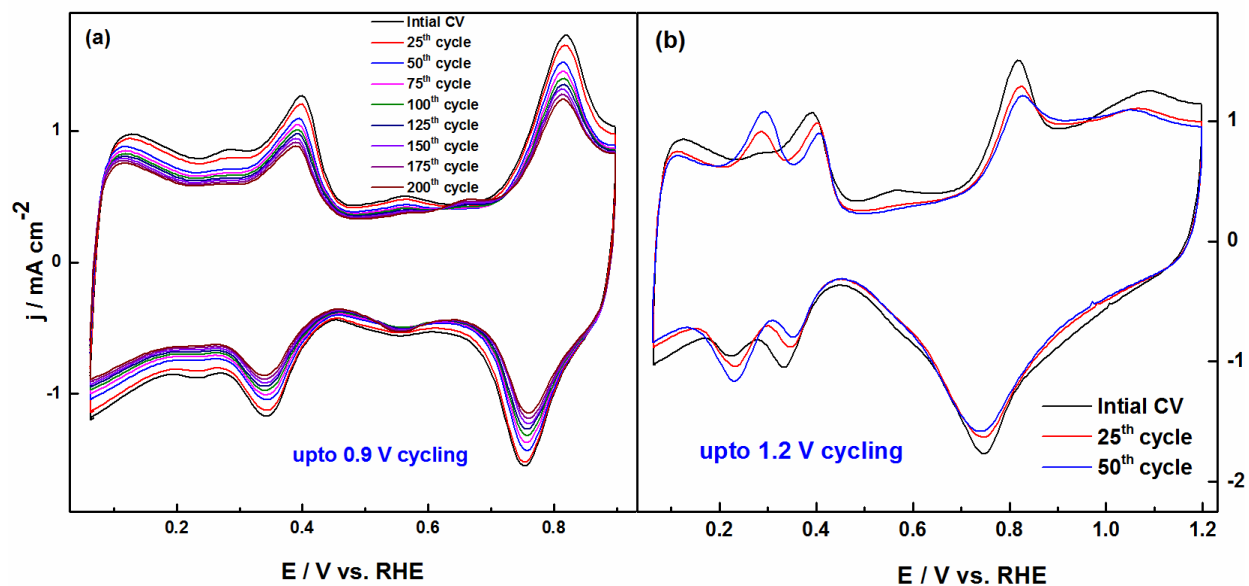 (a)
Intial CV
25th cycle
50th cycle
75th cycle
100th cycle
125th cycle
150th cycle
175th cycle
200th cycle
1
0
-1
j / mA cm-2
upto 0.9 V cycling
0.2 0.4 0.6 0.8
E / V vs. RHE
(b)
1
0
-1
-2
upto 1.2 V cycling
Intial CV
25th cycle
50th cycle
0.2 0.4 0.6 0.8 1.0 1.2
E / V vs. RHE